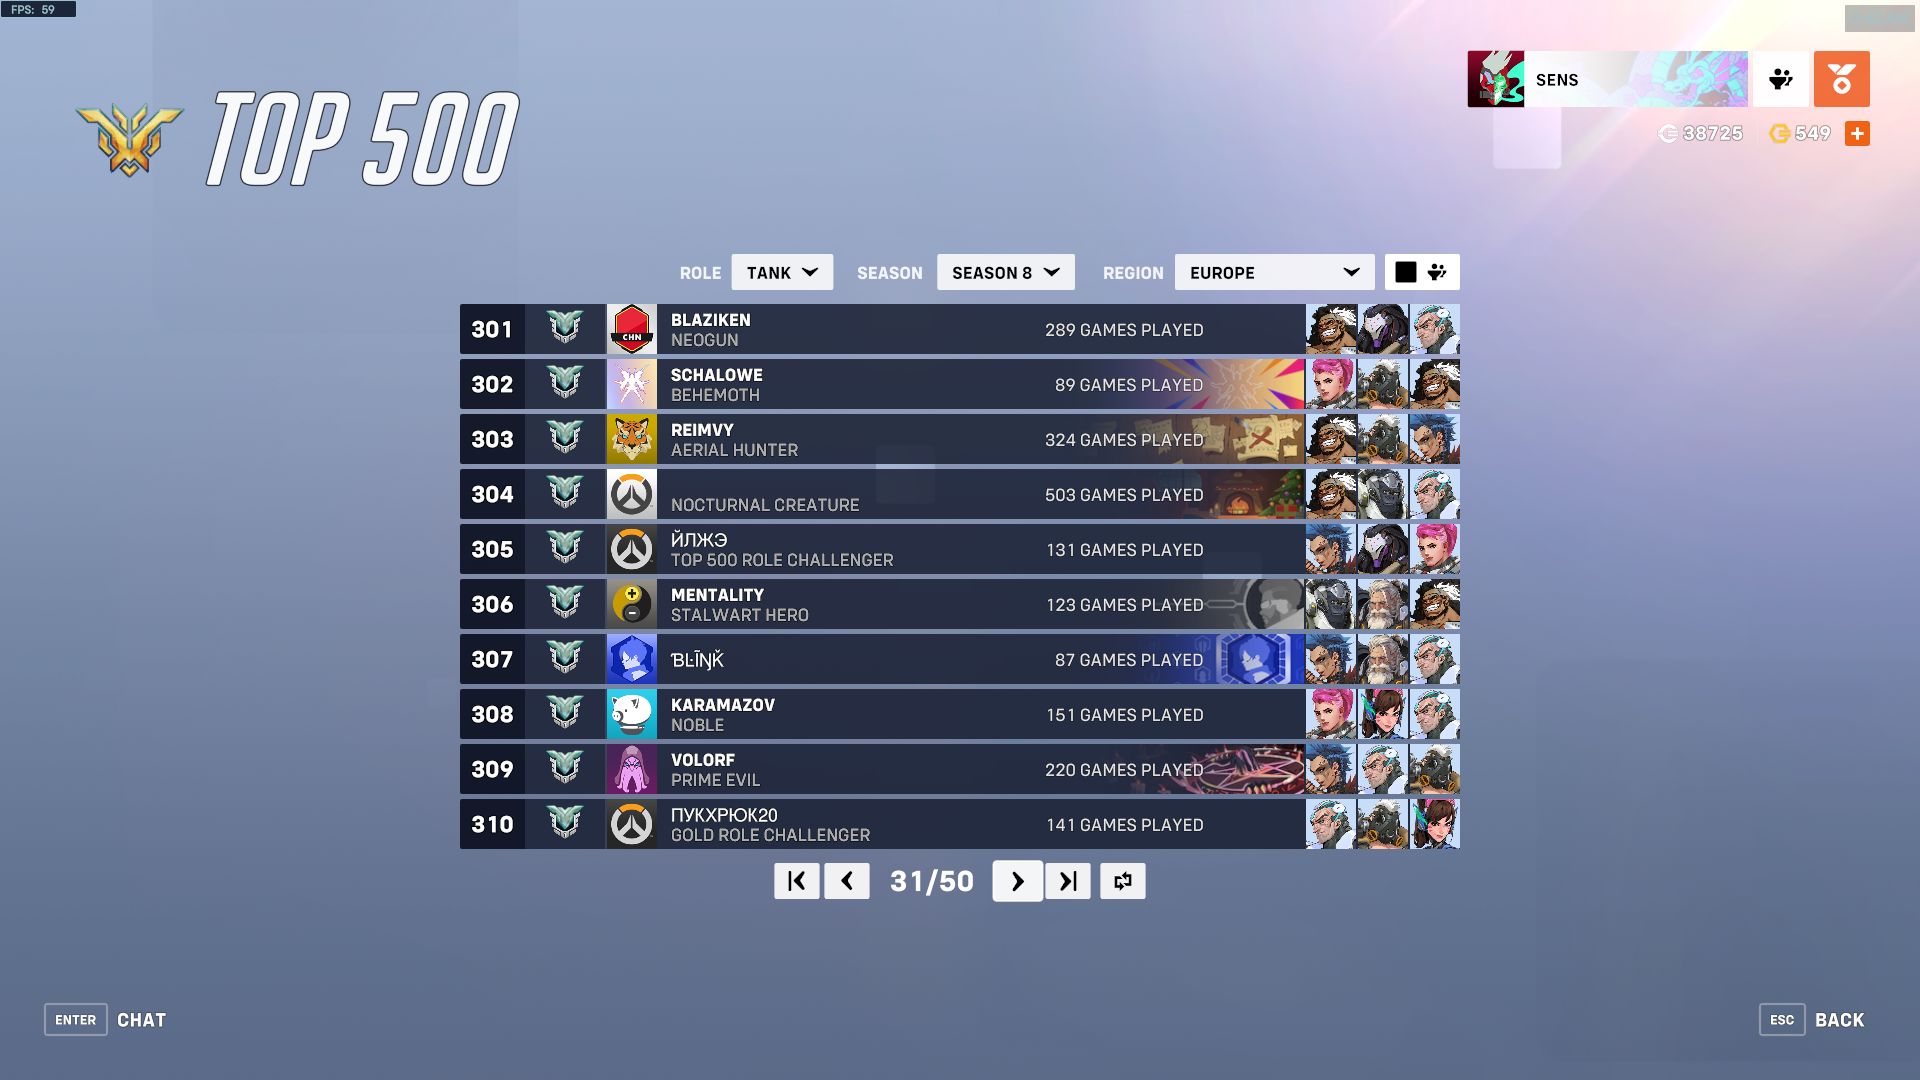 FPS: 59
TOP 500
SENS
38725
549
ROLE
TANK
SEASON
SEASON 8
REGION
EUROPE
301
CHN
BLAZIKEN
NEOGUN
289 GAMES PLAYED
302
SCHALOWE
BEHEMOTH
89 GAMES PLAYED
303
REIMVY
AERIAL HUNTER
324 GAMES PLAYED
304
NOCTURNAL CREATURE
503 GAMES PLAYED
305
ЙЛЖЭ
TOP 500 ROLE CHALLENGER
131 GAMES PLAYED
306
MENTALITY
STALWART HERO
123 GAMES PLAYED
307
87 GAMES PLAYED
308
KARAMAZOV
NOBLE
151 GAMES PLAYED
309
VOLORF
PRIME EVIL
220 GAMES PLAYED
310
ПУКХРЮК20
GOLD ROLE CHALLENGER
141 GAMES PLAYED
31/50
ENTER
CHAT
ESC
BACK